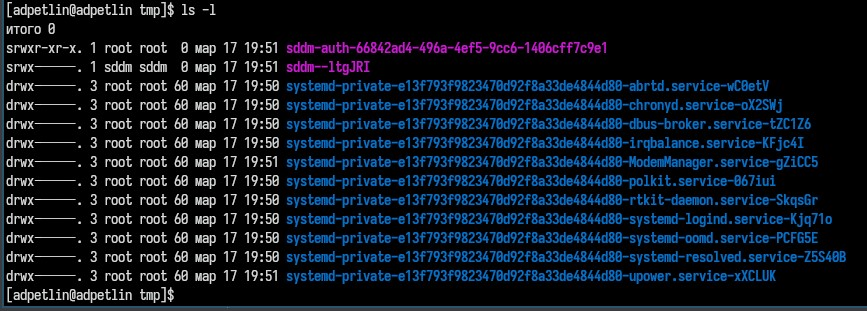 [adpetlin@adpetlin tmp]$ ls -l
итого 0
srwxr-xr-x. 1 root root  0 мар 17 19:51 sddm-auth-66842ad4-496a-4ef5-9cc6-1406cff7c9e1
srwx------. 1 sddm sddm  0 мар 17 19:51 sddm--ltgJRI
drwx------. 3 root root 60 мар 17 19:50 systemd-private-e13f793f9823470d92f8a33de4844d80-abrtd.service-wC0etV
drwx------. 3 root root 60 мар 17 19:50 systemd-private-e13f793f9823470d92f8a33de4844d80-chronyd.service-oX2SWj
drwx------. 3 root root 60 мар 17 19:50 systemd-private-e13f793f9823470d92f8a33de4844d80-dbus-broker.service-tZC1Z6
drwx------. 3 root root 60 мар 17 19:50 systemd-private-e13f793f9823470d92f8a33de4844d80-irqbalance.service-KFjc4I
drwx------. 3 root root 60 мар 17 19:51 systemd-private-e13f793f9823470d92f8a33de4844d80-ModemManager.service-gZiCC5
drwx------. 3 root root 60 мар 17 19:50 systemd-private-e13f793f9823470d92f8a33de4844d80-polkit.service-067iui
drwx------. 3 root root 60 мар 17 19:50 systemd-private-e13f793f9823470d92f8a33de4844d80-rtkit-daemon.service-SkqsGr
drwx------. 3 root root 60 мар 17 19:50 systemd-private-e13f793f9823470d92f8a33de4844d80-systemd-logind.service-Kjq71o
drwx------. 3 root root 60 мар 17 19:50 systemd-private-e13f793f9823470d92f8a33de4844d80-systemd-oomd.service-PCFG5E
drwx------. 3 root root 60 мар 17 19:50 systemd-private-e13f793f9823470d92f8a33de4844d80-systemd-resolved.service-Z5S40B
drwx------. 3 root root 60 мар 17 19:51 systemd-private-e13f793f9823470d92f8a33de4844d80-upower.service-xXCLUK
[adpetlin@adpetlin tmp]$